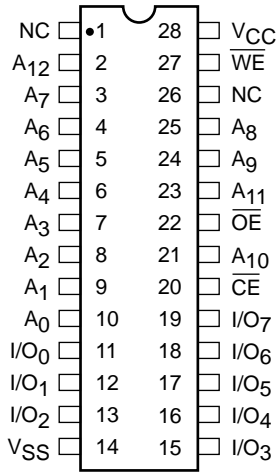 NC 1 28 VCC
A12 2 27 WE
A7 3 26 NC
A6 4 25 A8
A5 5 24 A9
A4 6 23 A11
A3 7 22 OE
A2 8 21 A10
A1 9 20 CE
A0 10 19 I/O7
I/O0 11 18 I/O6
I/O1 12 17 I/O5
I/O2 13 16 I/O4
VSS 14 15 I/O3